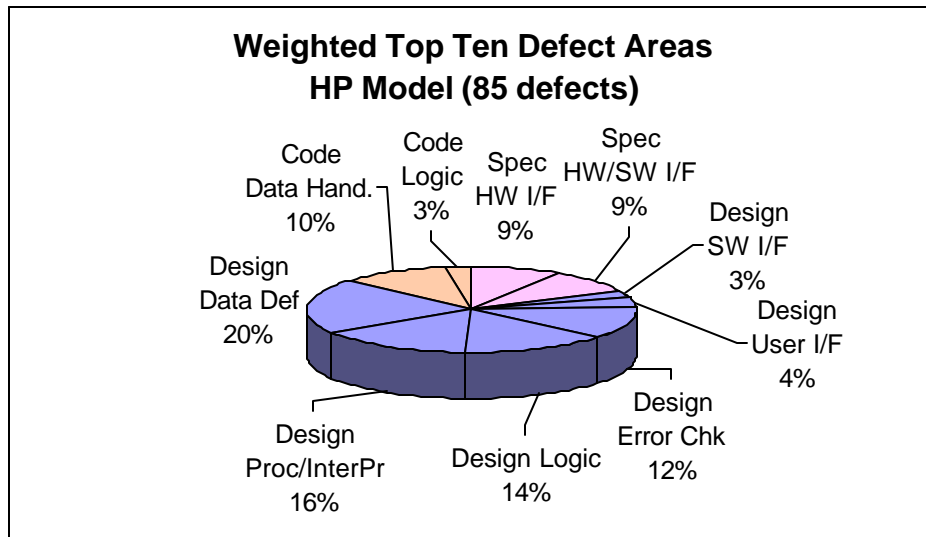 Weighted Top Ten Defect Areas
HP Model (85 defects)
Code
Data Hand.
10%
Code
Logic
3%
Spec
HW I/F
9%
Spec
HW/SW I/F
9%
Design
SW I/F
3%
Design
User I/F
4%
Design
Error Chk
12%
Design Logic
14%
Design
Proc/InterPr
16%
Design
Data Def
20%